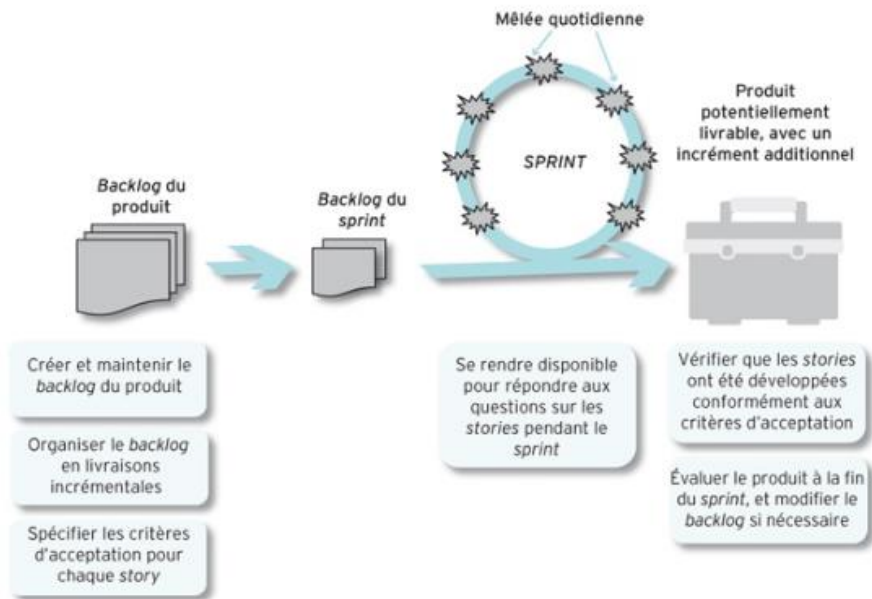 Mêlée quotidienne
SPRINT
Produit
potentiellement
livrable, avec un
incrément additionnel
Backlog du
produit
Backlog du
sprint
Créer et maintenir le
backlog du produit
Organiser le backlog
en livraisons
incrémentales
Spécifier les critères
d'acceptation pour
chaque story
Se rendre disponible
pour répondre aux
questions sur les
stories pendant le
sprint
Vérifier que les stories
ont été développées
conformément aux
critères d'acceptation
Évaluer le produit à la fin
du sprint, et modifier le
backlog si nécessaire